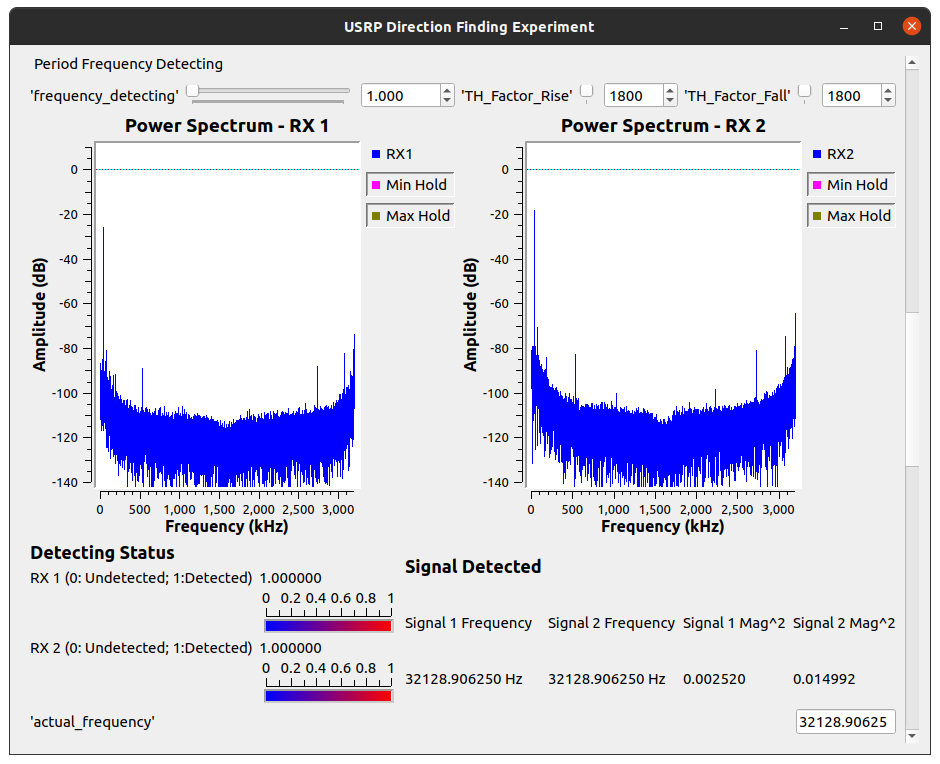 USRP Direction Finding Experiment
Period Frequency Detecting
'frequency_detecting' 1.000 'TH_Factor_Rise' 1800 'TH_Factor_Fall' 1800
Power Spectrum - RX 1
0
-20
-40
-60
-80
-100
-120
-140
Amplitude (dB)
0 500 1,000 1,500 2,000 2,500 3,000
Frequency (kHz)
RX1
Min Hold
Max Hold
Power Spectrum - RX 2
0
-20
-40
-60
-80
-100
-120
-140
Amplitude (dB)
0 500 1,000 1,500 2,000 2,500 3,000
Frequency (kHz)
RX2
Min Hold
Max Hold
Detecting Status
RX 1 (0: Undetected; 1:Detected) 1.000000
0 0.2 0.4 0.6 0.8 1
RX 2 (0: Undetected; 1:Detected) 1.000000
0 0.2 0.4 0.6 0.8 1
Signal Detected
Signal 1 Frequency Signal 2 Frequency Signal 1 Mag^2 Signal 2 Mag^2
32128.906250 Hz 32128.906250 Hz 0.002520 0.014992
'actual_frequency' 32128.90625